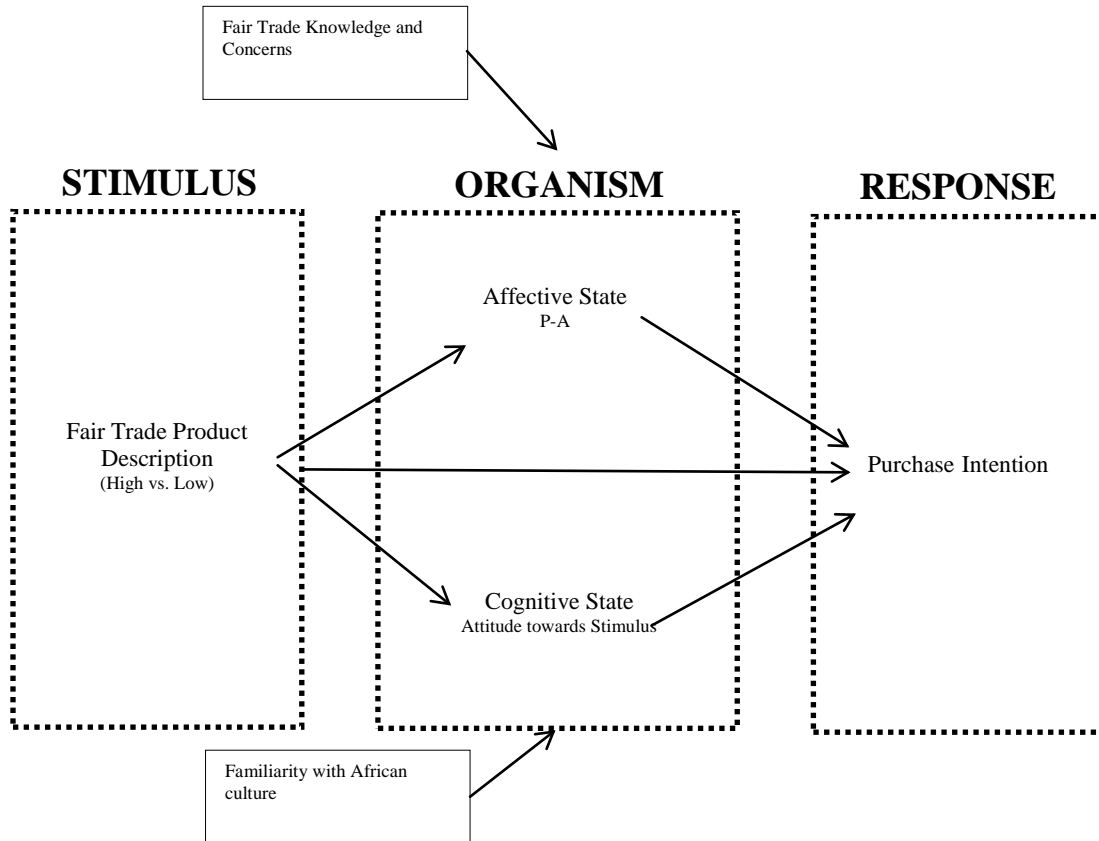 Fair Trade Knowledge and
Concerns
STIMULUS
ORGANISM
RESPONSE
Affective State
P-A
Fair Trade Product
Description
(High vs. Low)
Purchase Intention
Cognitive State
Attitude towards Stimulus
Familiarity with African
culture